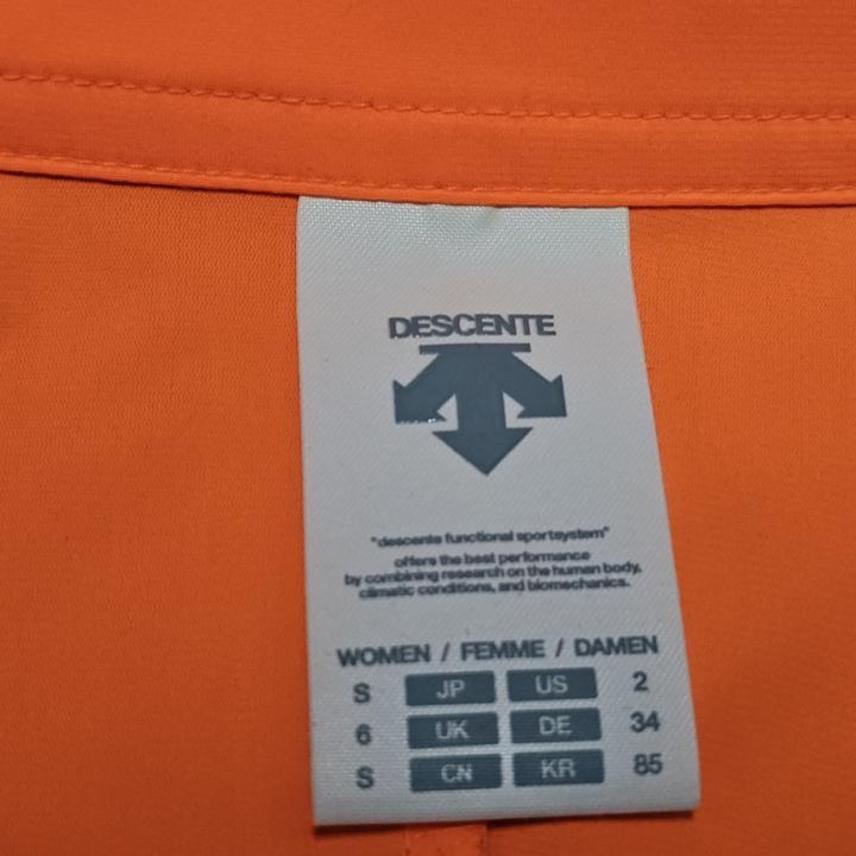 DESCENTE
"descente functional sportsystem"
offers the best performance
by combining research on the human body,
climatic conditions, and biomechanics.
WOMEN / FEMME / DAMEN
S JP US 2
6 UK DE 34
S CN KR 85